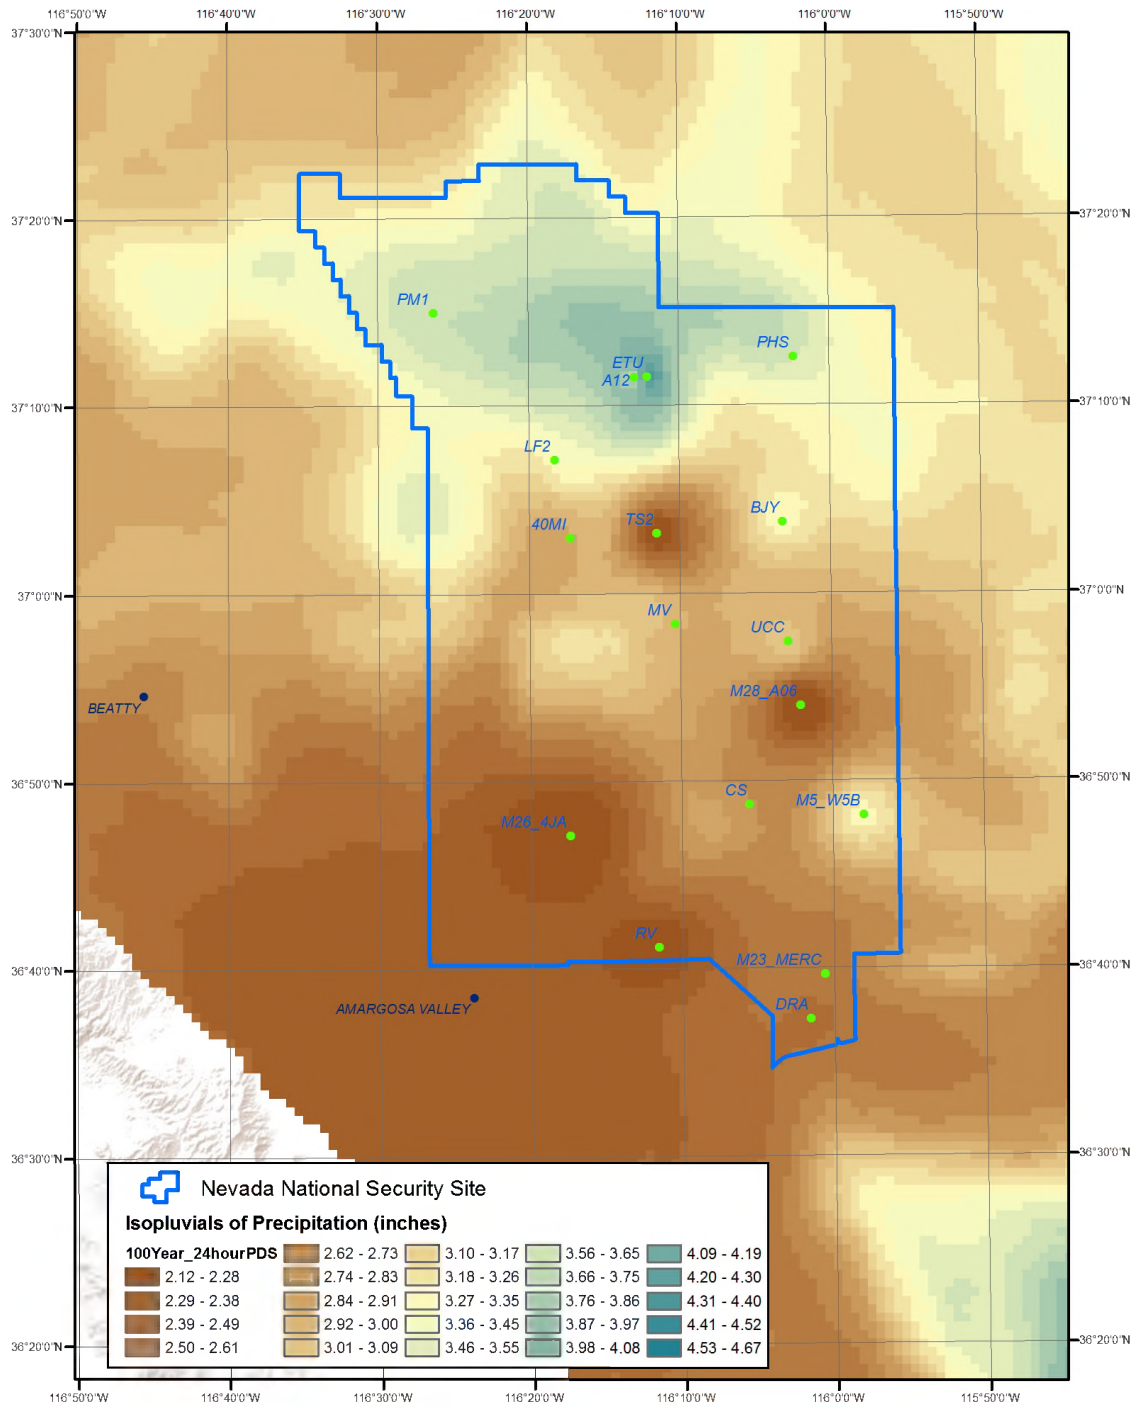 116°50'0"W 116°30'0"W 116°20'0"W 116°10'0"W 116°0'0"W 115°50'0"W
37°30'0"N
37°20'0"N 37°20'0"N
PM1
PHS
ETU
A12
37°10'0"N 37°10'0"N
LF2
BJY
40MI TS2
37°0'0"N 37°0'0"N
MV
UCC
M28_A06
BEATTY
36°50'0"N 36°50'0"N
CS
M5_W5B
M26_4JA
RV
M23_MERC
36°40'0"N 36°40'0"N
DRA
AMARGOSA VALLEY
36°30'0"N 36°30'0"N
Nevada National Security Site
Isopluvials of Precipitation (inches)
100Year_24hourPDS
2.12 - 2.28
2.29 - 2.38
2.39 - 2.49
2.50 - 2.61
2.62 - 2.73
2.74 - 2.83
2.84 - 2.91
2.92 - 3.00
3.01 - 3.09
3.10 - 3.17
3.18 - 3.26
3.27 - 3.35
3.36 - 3.45
3.46 - 3.55
3.56 - 3.65
3.66 - 3.75
3.76 - 3.86
3.87 - 3.97
3.98 - 4.08
4.09 - 4.19
4.20 - 4.30
4.31 - 4.40
4.41 - 4.52
4.53 - 4.67
36°20'0"N 36°20'0"N
116°50'0"W 116°40'0"W 116°30'0"W 116°20'0"W 116°10'0"W 116°0'0"W 115°50'0"W